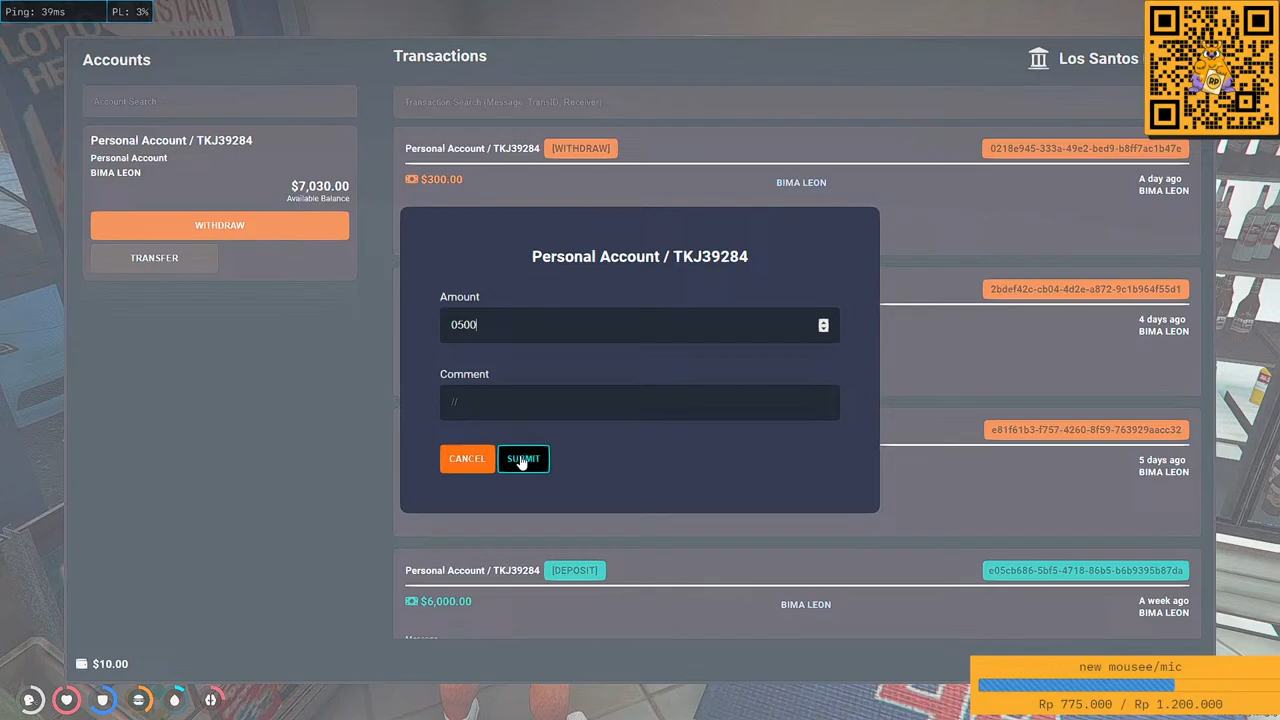 Ping: 39ms PL: 3%
LOTTO
Accounts
Account Search
Personal Account / TKJ39284
Personal Account
BIMA LEON
$7,030.00
Available Balance
WITHDRAW
TRANSFER
$10.00
Transactions
Los Santos
Transaction Search (Message, TransID, Receiver)
Personal Account / TKJ39284 [WITHDRAW] 0218e945-333a-49e2-bed9-b8ff7ac1b47e
$300.00 BIMA LEON A day ago
BIMA LEON
2bdef42c-cb04-4d2e-a872-9c1b964f55d1
4 days ago
BIMA LEON
e81f61b3-f757-4260-8f59-763929aacc32
5 days ago
BIMA LEON
Personal Account / TKJ39284 [DEPOSIT] e05cb686-5bf5-4718-86b5-b6b9395b87da
$6,000.00 BIMA LEON A week ago
BIMA LEON
Personal Account / TKJ39284
Amount
0500
Comment
//
CANCEL SUBMIT
RP
new mousee/mic
Rp 775.000 / Rp 1.200.000